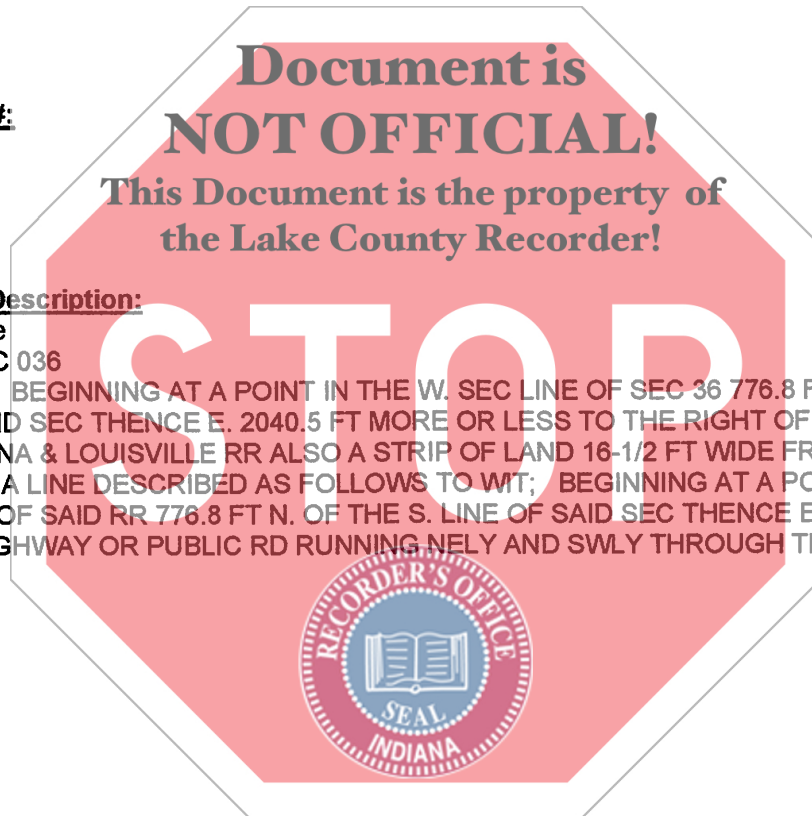 Document is
#:
NOT OFFICIAL!
This Document is the property of
the Lake County Recorder!
Description:
e
C 036
STOP
BEGINNING AT A POINT IN THE W. SEC LINE OF SEC 36 776.8 F
D SEC THENCE E. 2040.5 FT MORE OR LESS TO THE RIGHT OF
NA & LOUISVILLE RR ALSO A STRIP OF LAND 16-1/2 FT WIDE FR
A LINE DESCRIBED AS FOLLOWS TO WIT; BEGINNING AT A PO
OF SAID RR 776.8 FT N. OF THE S. LINE OF SAID SEC THENCE E
GHWAY OR PUBLIC RD RUNNING NELY AND SWLY THROUGH T
RECORDER'S OFFICE
SEAL
INDIANA